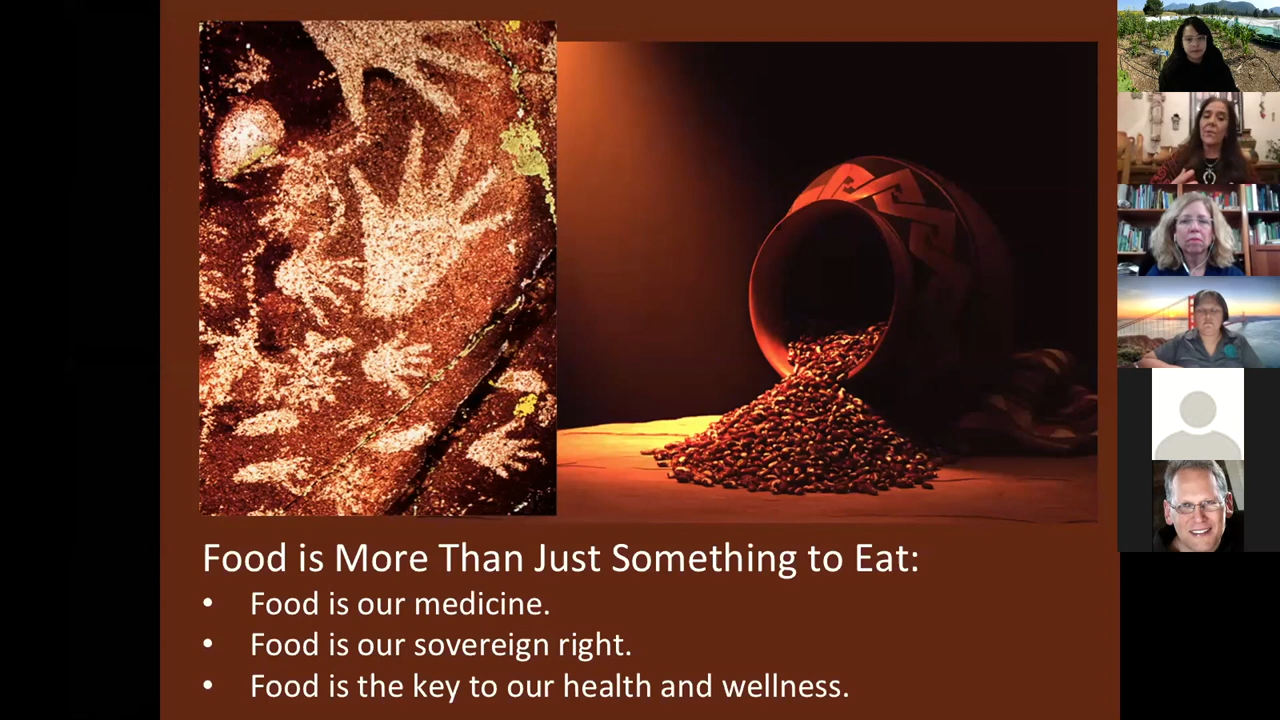 Food is More Than Just Something to Eat:
• Food is our medicine.
• Food is our sovereign right.
• Food is the key to our health and wellness.